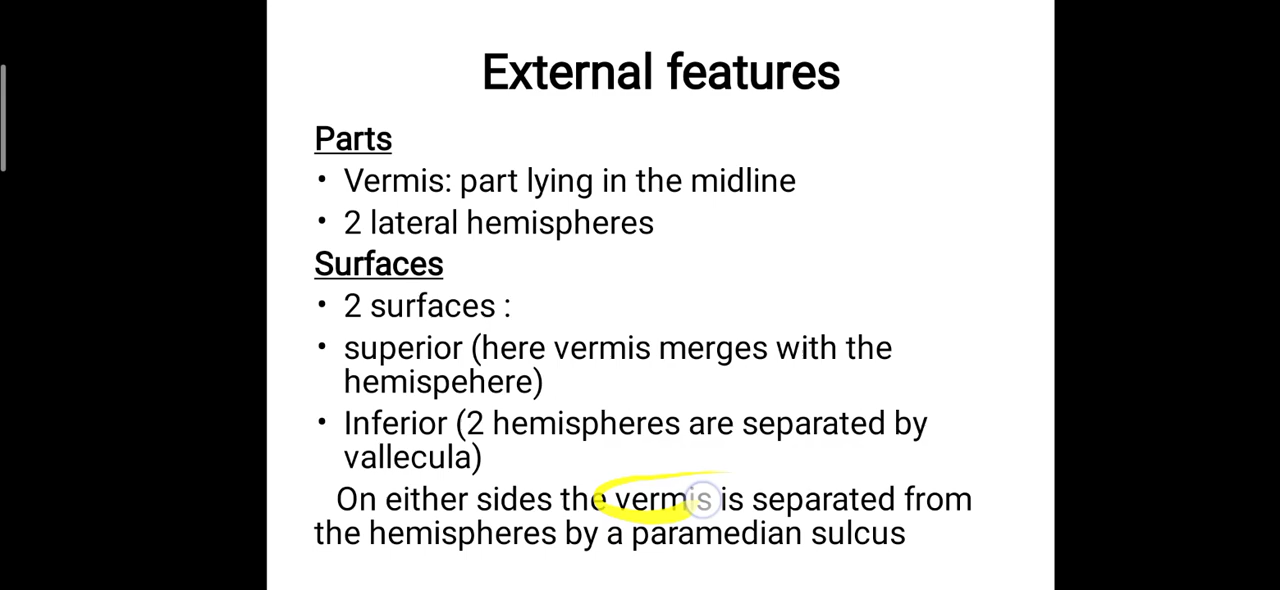 External features
Parts
• Vermis: part lying in the midline
• 2 lateral hemispheres
Surfaces
• 2 surfaces :
• superior (here vermis merges with the
hemispehere)
• Inferior (2 hemispheres are separated by
vallecula)
On either sides the vermis is separated from
the hemispheres by a paramedian sulcus